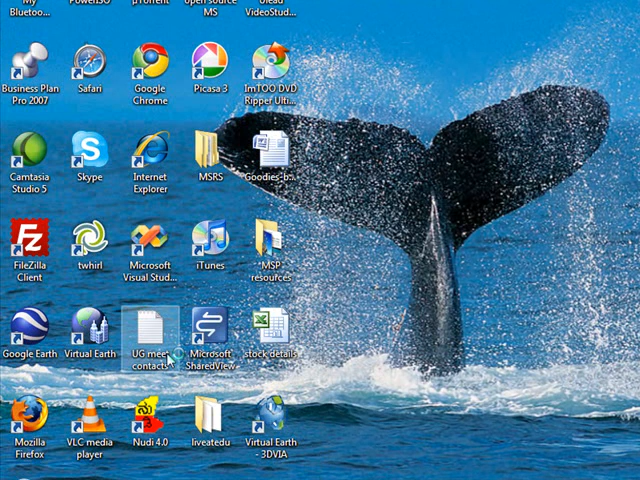 My
Blueto...
PowerISO
µTorrent
open source
MS
Ulead
VideoStud...
Business Plan
Pro 2007
Safari
Google
Chrome
Picasa 3
ImTOO DVD
Ripper Ulti...
Camtasia
Studio 5
Skype
Internet
Explorer
MSRS
Goodies-b...
FileZilla
Client
twhirl
Microsoft
Visual Stud...
iTunes
MSP
resources
Google Earth
Virtual Earth
UG meet
contacts
Microsoft
SharedView
stock details
Mozilla
Firefox
VLC media
player
Nudi 4.0
liveatedu
Virtual Earth
- 3DVIA